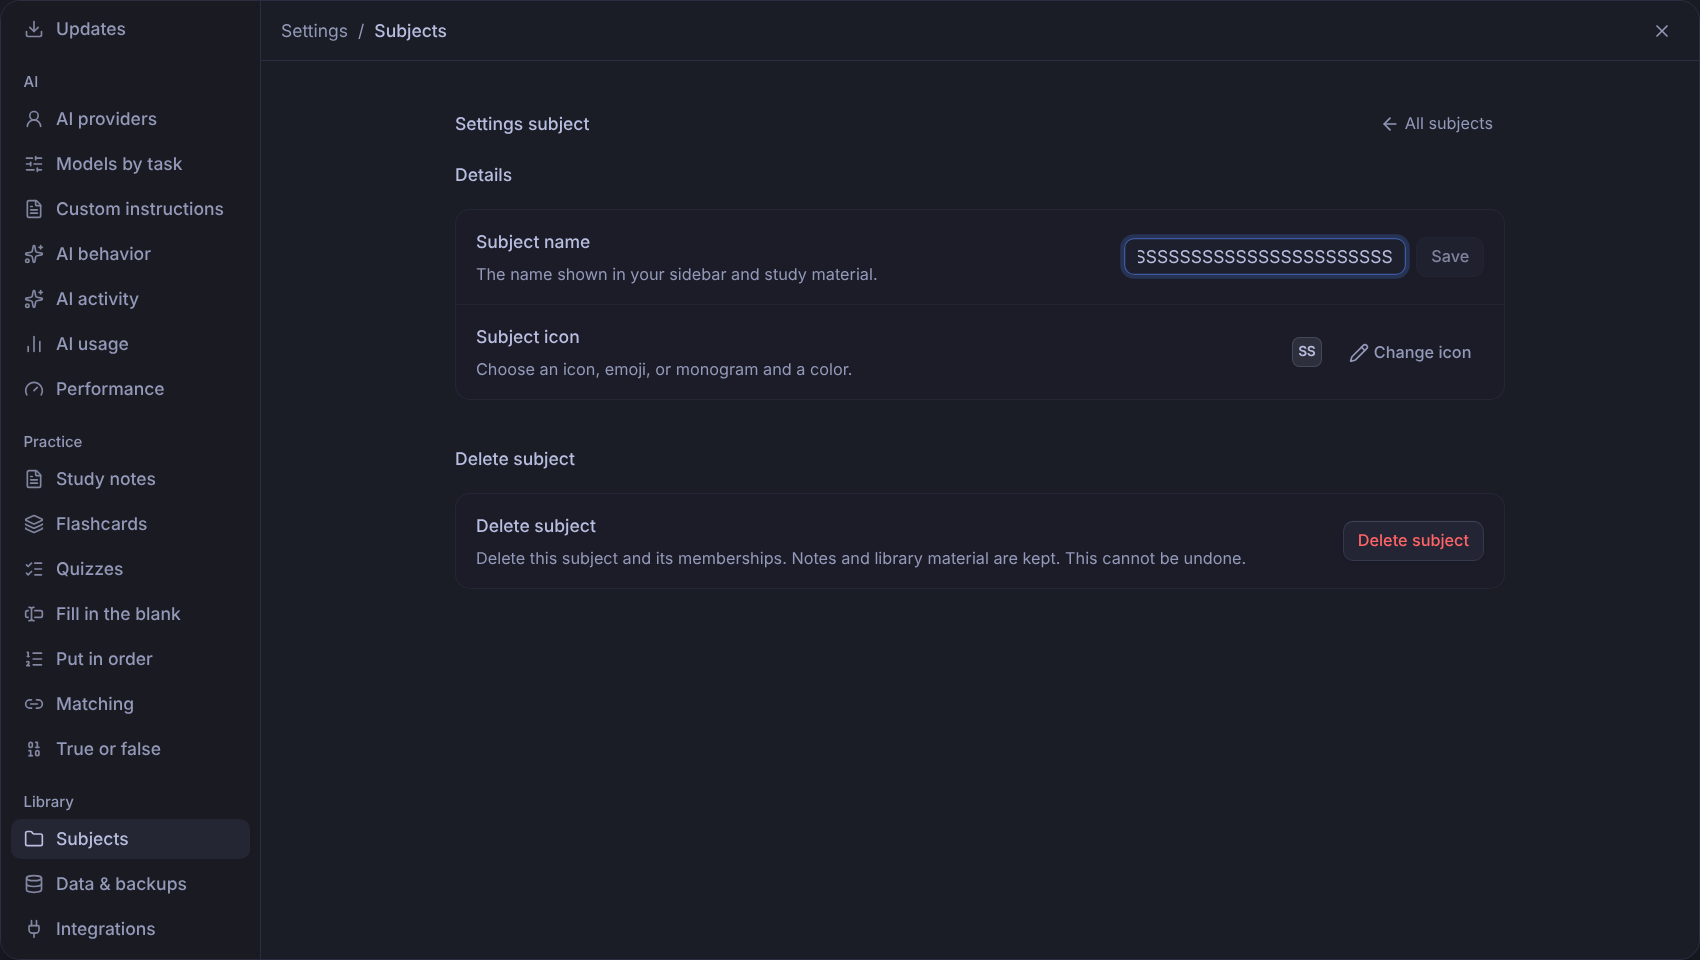 Updates
AI
AI providers
Models by task
Custom instructions
AI behavior
AI activity
AI usage
Performance
Practice
Study notes
Flashcards
Quizzes
Fill in the blank
Put in order
Matching
True or false
Library
Subjects
Data & backups
Integrations
Settings / Subjects
Settings subject
All subjects
Details
Subject name
The name shown in your sidebar and study material.
Save
Subject icon
Choose an icon, emoji, or monogram and a color.
SS
Change icon
Delete subject
Delete subject
Delete this subject and its memberships. Notes and library material are kept. This cannot be undone.
Delete subject